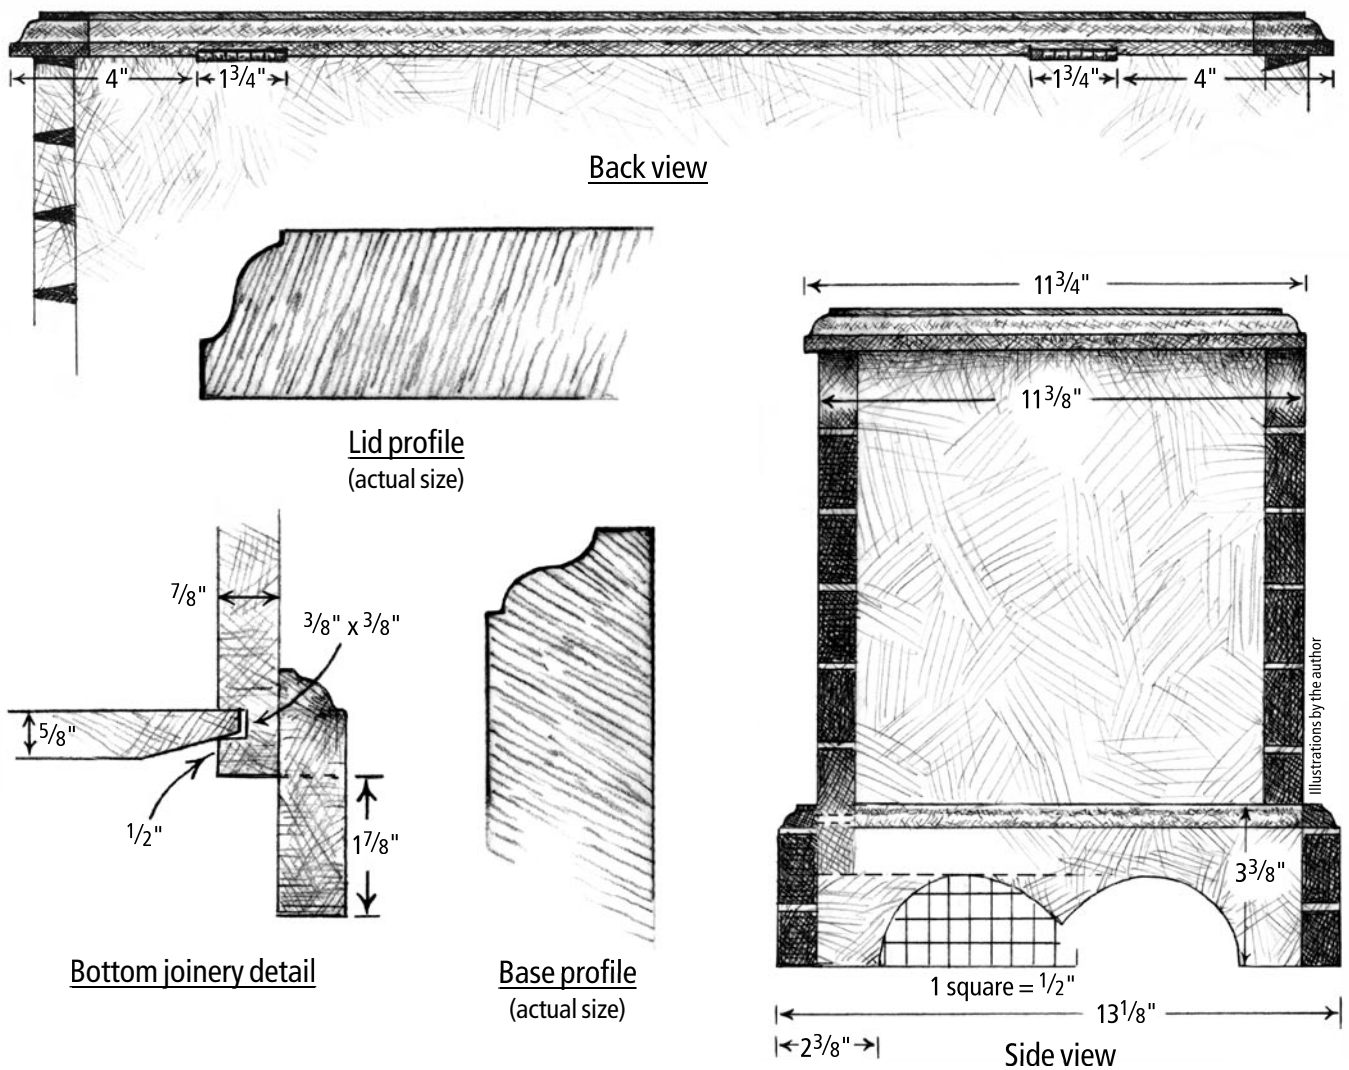 4" 1 3/4" 1 3/4" 4"
Back view
11 3/4"
11 3/8"
Lid profile
(actual size)
7/8"
3/8" x 3/8"
5/8"
1/2"
1 7/8"
Bottom joinery detail
Base profile
(actual size)
Illustrations by the author
3 3/8"
1 square = 1/2"
13 1/8"
2 3/8"
Side view